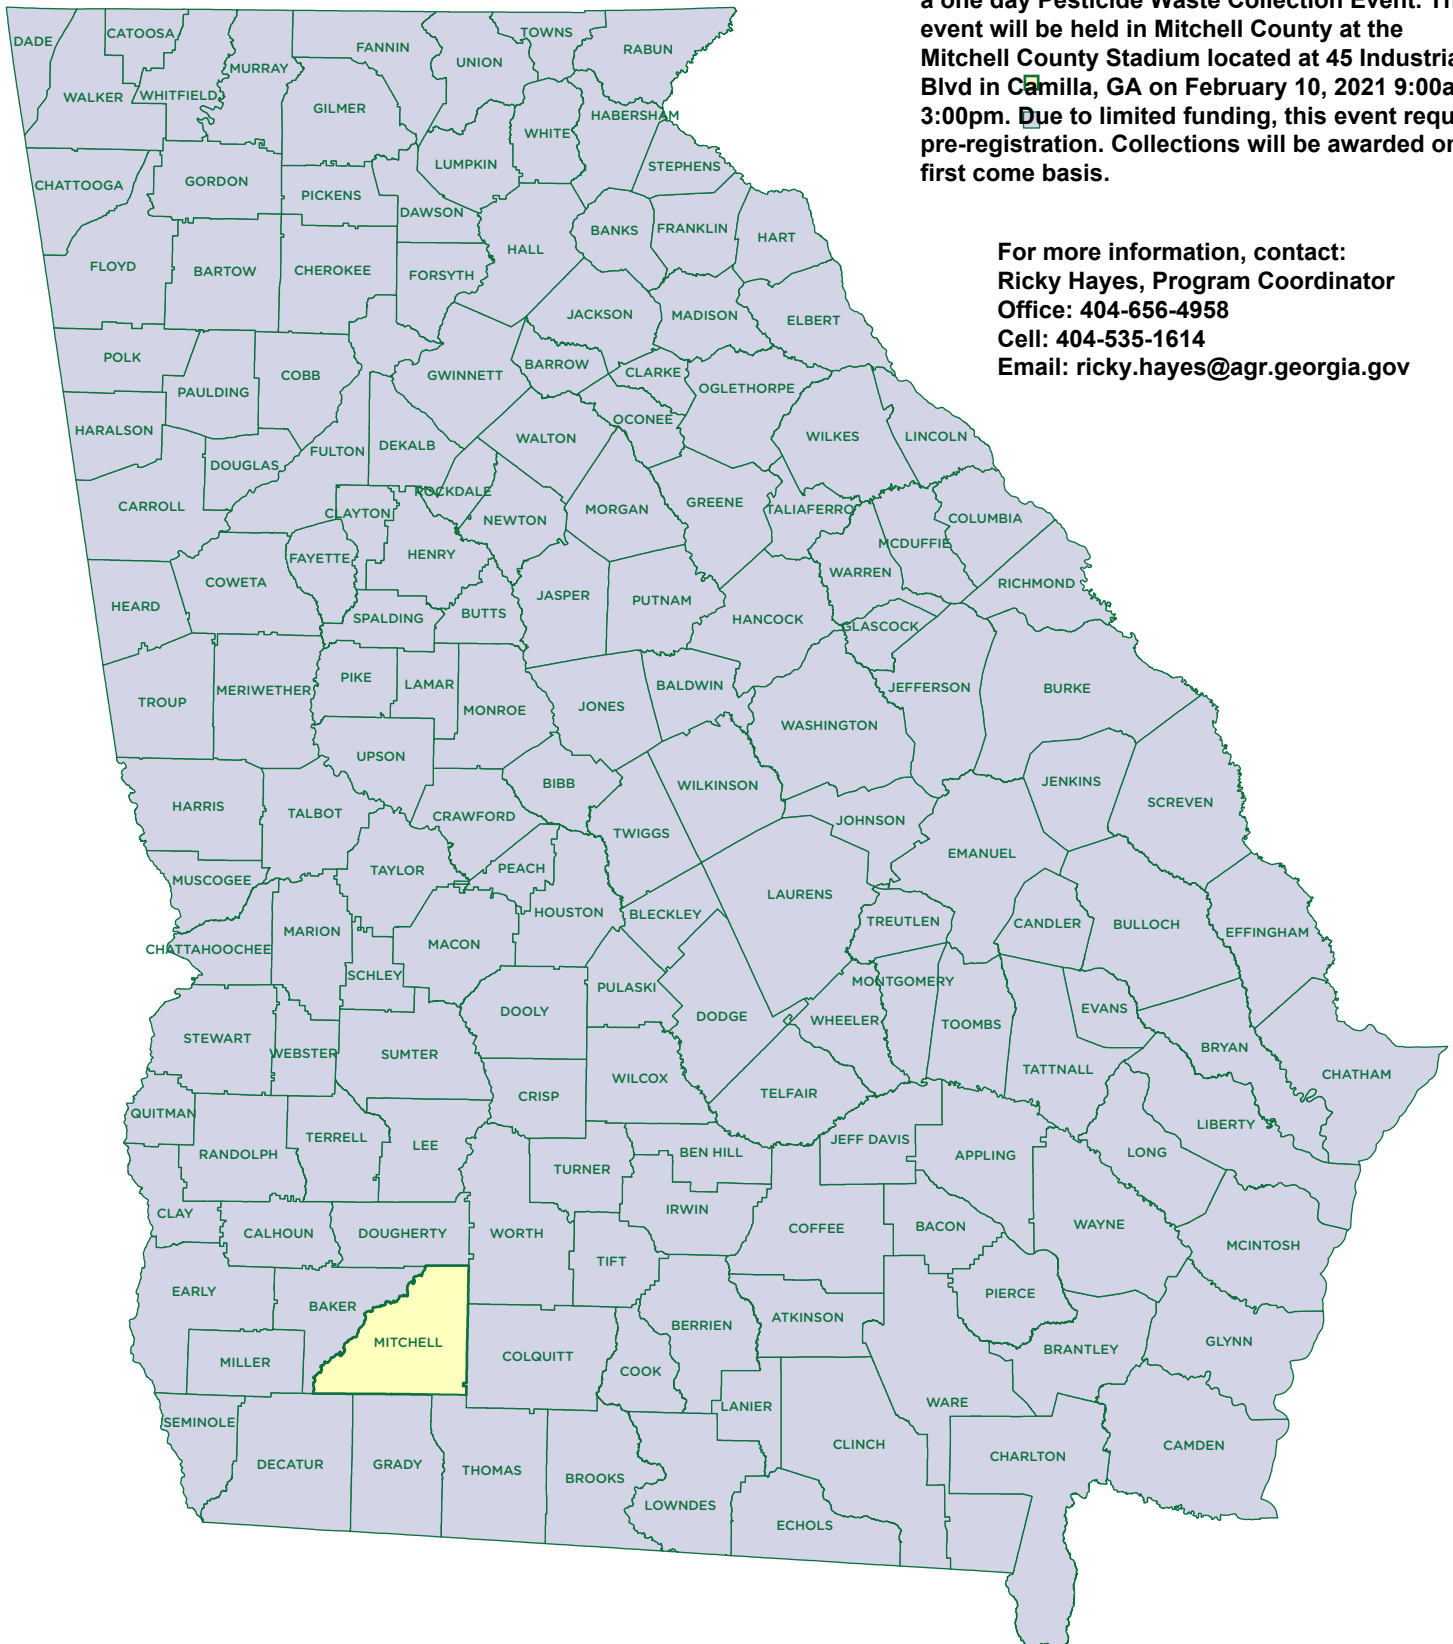 a one day Pesticide Waste Collection Event.
event will be held in Mitchell County at the
Mitchell County Stadium located at 45
Blvd in Camilla, GA on February 10, 2021
3:00pm. Due to limited funding, this event
pre-registration. Collections will be awarded
first come basis.
For more information, contact:
Ricky Hayes, Program Coordinator
Office: 404-656-4958
Cell: 404-535-1614
Email: ricky.hayes@agr.georgia.gov
DADE
CATOOSA
FANNIN
TOWNS
RABUN
UNION
MURRAY
WALKER
WHITFIELD
GILMER
WHITE
HABERSHAM
LUMPKIN
STEPHENS
CHATTOOGA
GORDON
PICKENS
DAWSON
BANKS
FRANKLIN
HART
HALL
FLOYD
BARTOW
CHEROKEE
FORSYTH
JACKSON
MADISON
ELBERT
POLK
COBB
GWINNETT
BARROW
CLARKE
PAULDING
OGLETHORPE
HARALSON
FULTON
DEKALB
WALTON
OCONEE
WILKES
LINCOLN
DOUGLAS
CARROLL
CLAYTON
ROCKDALE
NEWTON
MORGAN
GREENE
TALIAFERRO
COLUMBIA
MCDUFFIE
FAYETTE
HENRY
WARREN
RICHMOND
COWETA
HEARD
SPALDING
BUTTS
JASPER
PUTNAM
HANCOCK
GLASCOCK
TROUP
MERIWETHER
PIKE
LAMAR
MONROE
JONES
BALDWIN
JEFFERSON
BURKE
WASHINGTON
UPSON
HARRIS
TALBOT
CRAWFORD
BIBB
WILKINSON
JENKINS
SCREVEN
TWIGGS
JOHNSON
EMANUEL
MUSCOGEE
TAYLOR
PEACH
LAURENS
HOUSTON
BLECKLEY
TREUTLEN
CANDLER
BULLOCH
EFFINGHAM
CHATTAHOOCHEE
MARION
MACON
SCHLEY
PULASKI
MONTGOMERY
DOOLY
DODGE
WHEELER
TOOMBS
EVANS
STEWART
WEBSTER
SUMTER
BRYAN
CHATHAM
WILCOX
TELFAIR
TATTNALL
CRISP
QUITMAN
TERRELL
LEE
LIBERTY
RANDOLPH
TURNER
BEN HILL
JEFF DAVIS
APPLING
LONG
CLAY
CALHOUN
DOUGHERTY
WORTH
IRWIN
COFFEE
BACON
WAYNE
MCINTOSH
TIFT
EARLY
BAKER
PIERCE
MITCHELL
BERRIEN
ATKINSON
BRANTLEY
GLYNN
MILLER
COLQUITT
COOK
LANIER
WARE
SEMINOLE
DECATUR
GRADY
THOMAS
BROOKS
CLINCH
CHARLTON
CAMDEN
LOWNDES
ECHOLS